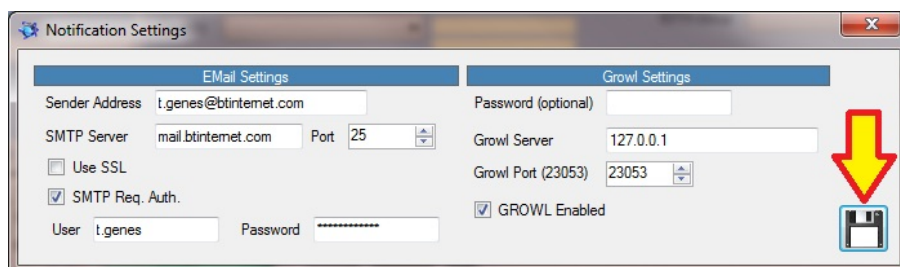 Notification Settings
EMail Settings
Sender Address t.genes@btinternet.com
SMTP Server mail.btinternet.com Port 25
Use SSL
SMTP Req. Auth.
User t.genes Password ************
Growl Settings
Password (optional)
Growl Server 127.0.0.1
Growl Port (23053) 23053
GROWL Enabled